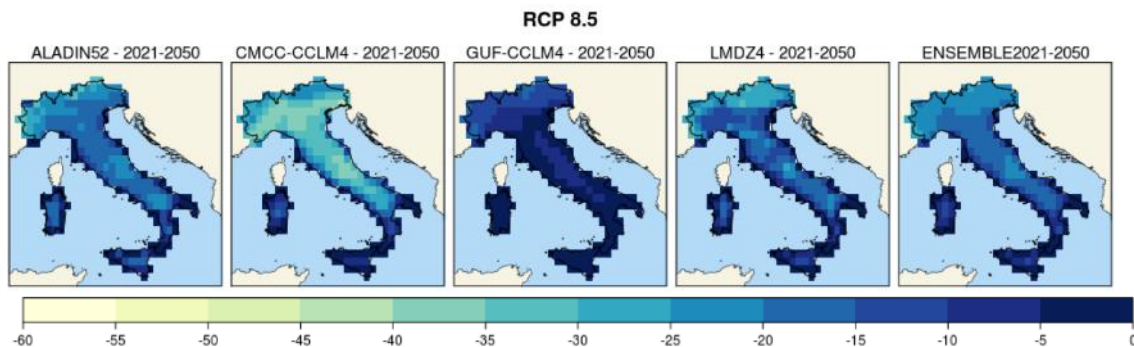 RCP 8.5
ALADIN52 - 2021-2050 CMCC-CCLM4 - 2021-2050 GUF-CCLM4 - 2021-2050 LMDZ4 - 2021-2050 ENSEMBLE2021-2050
-60 -55 -50 -45 -40 -35 -30 -25 -20 -15 -10 -5 0